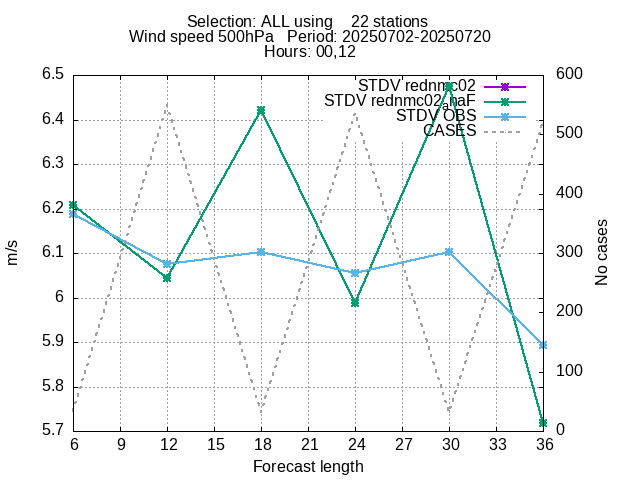 Selection: ALL using    22 stations
Wind speed 500hPa   Period: 20250702-20250720
Hours: 00,12
STDV rednmc02
STDV rednmc02anaF
STDV OBS
CASES
6.5
6.4
6.3
6.2
6.1
6
5.9
5.8
5.7
600
500
400
300
200
100
0
m/s
No cases
6 9 12 15 18 21 24 27 30 33 36
Forecast length